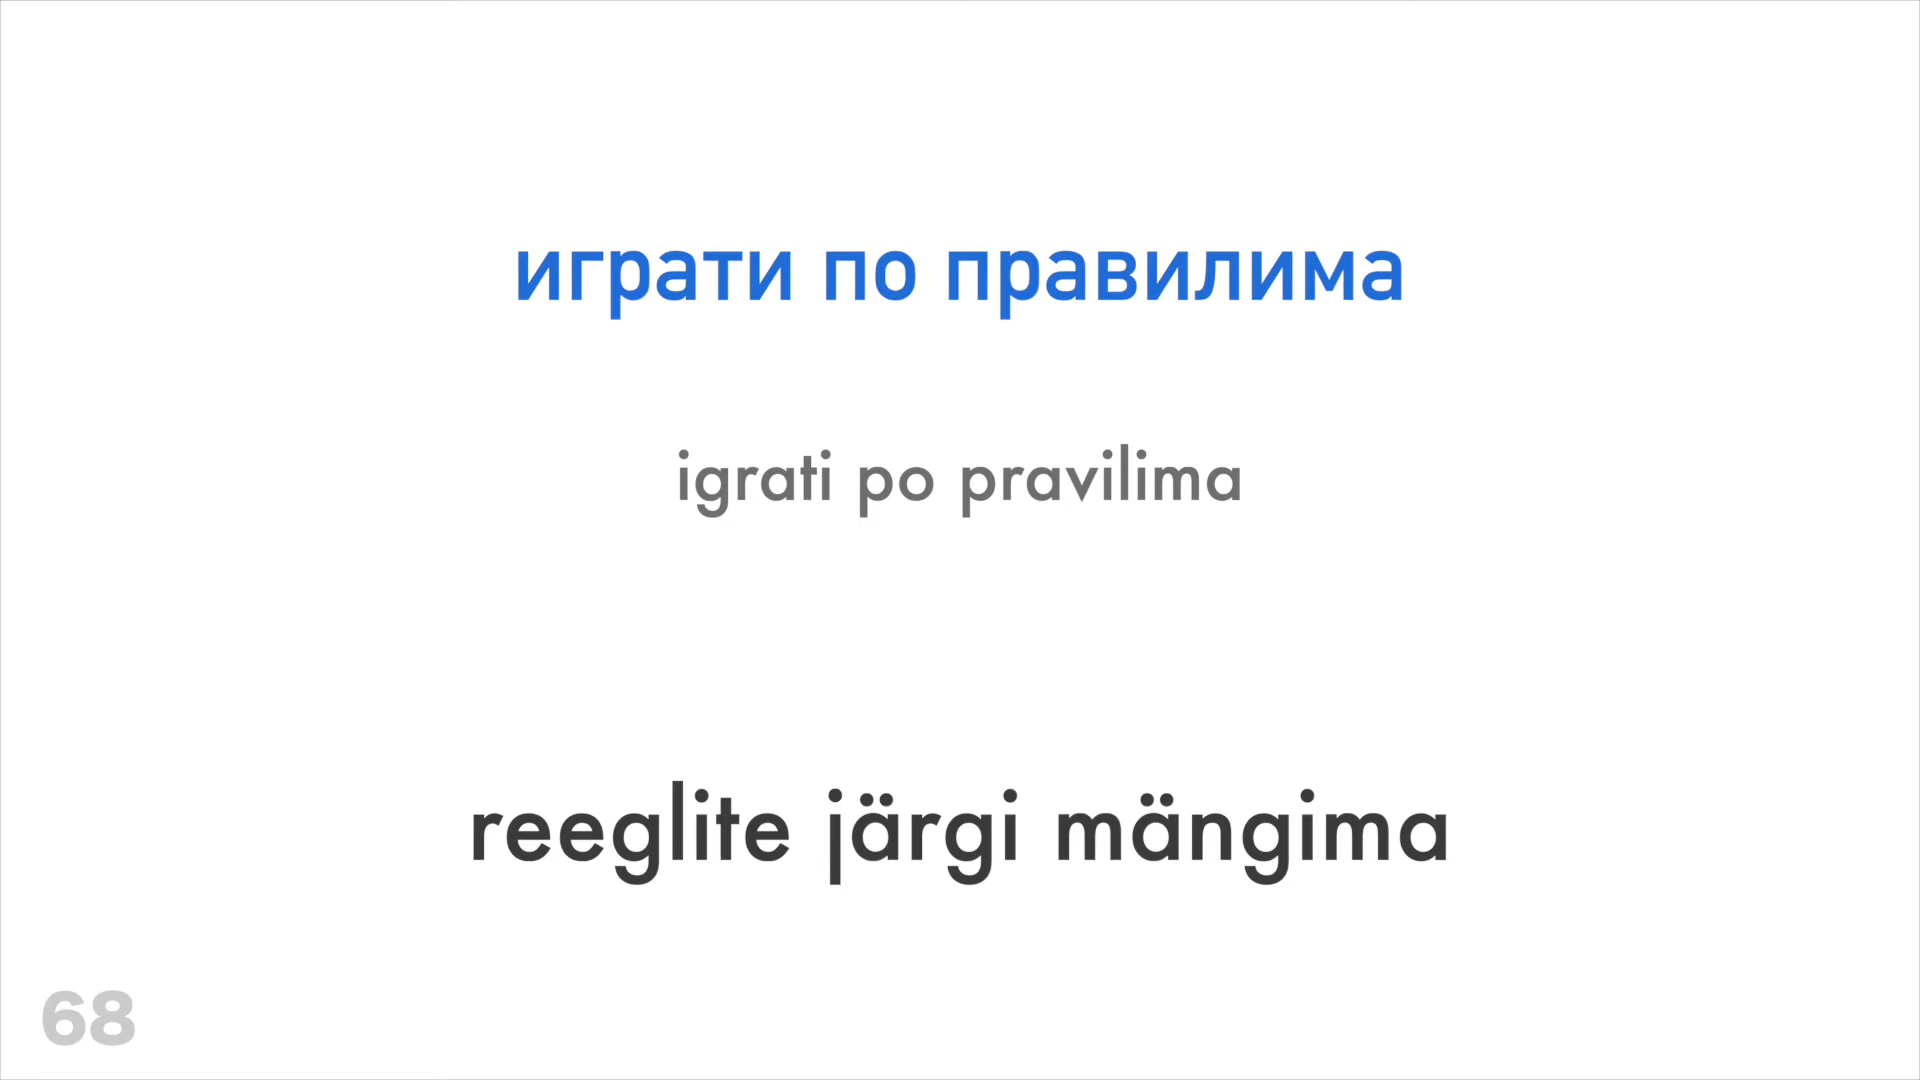 играти по правилима
igrati po pravilima
reeglite järgi mängima
68